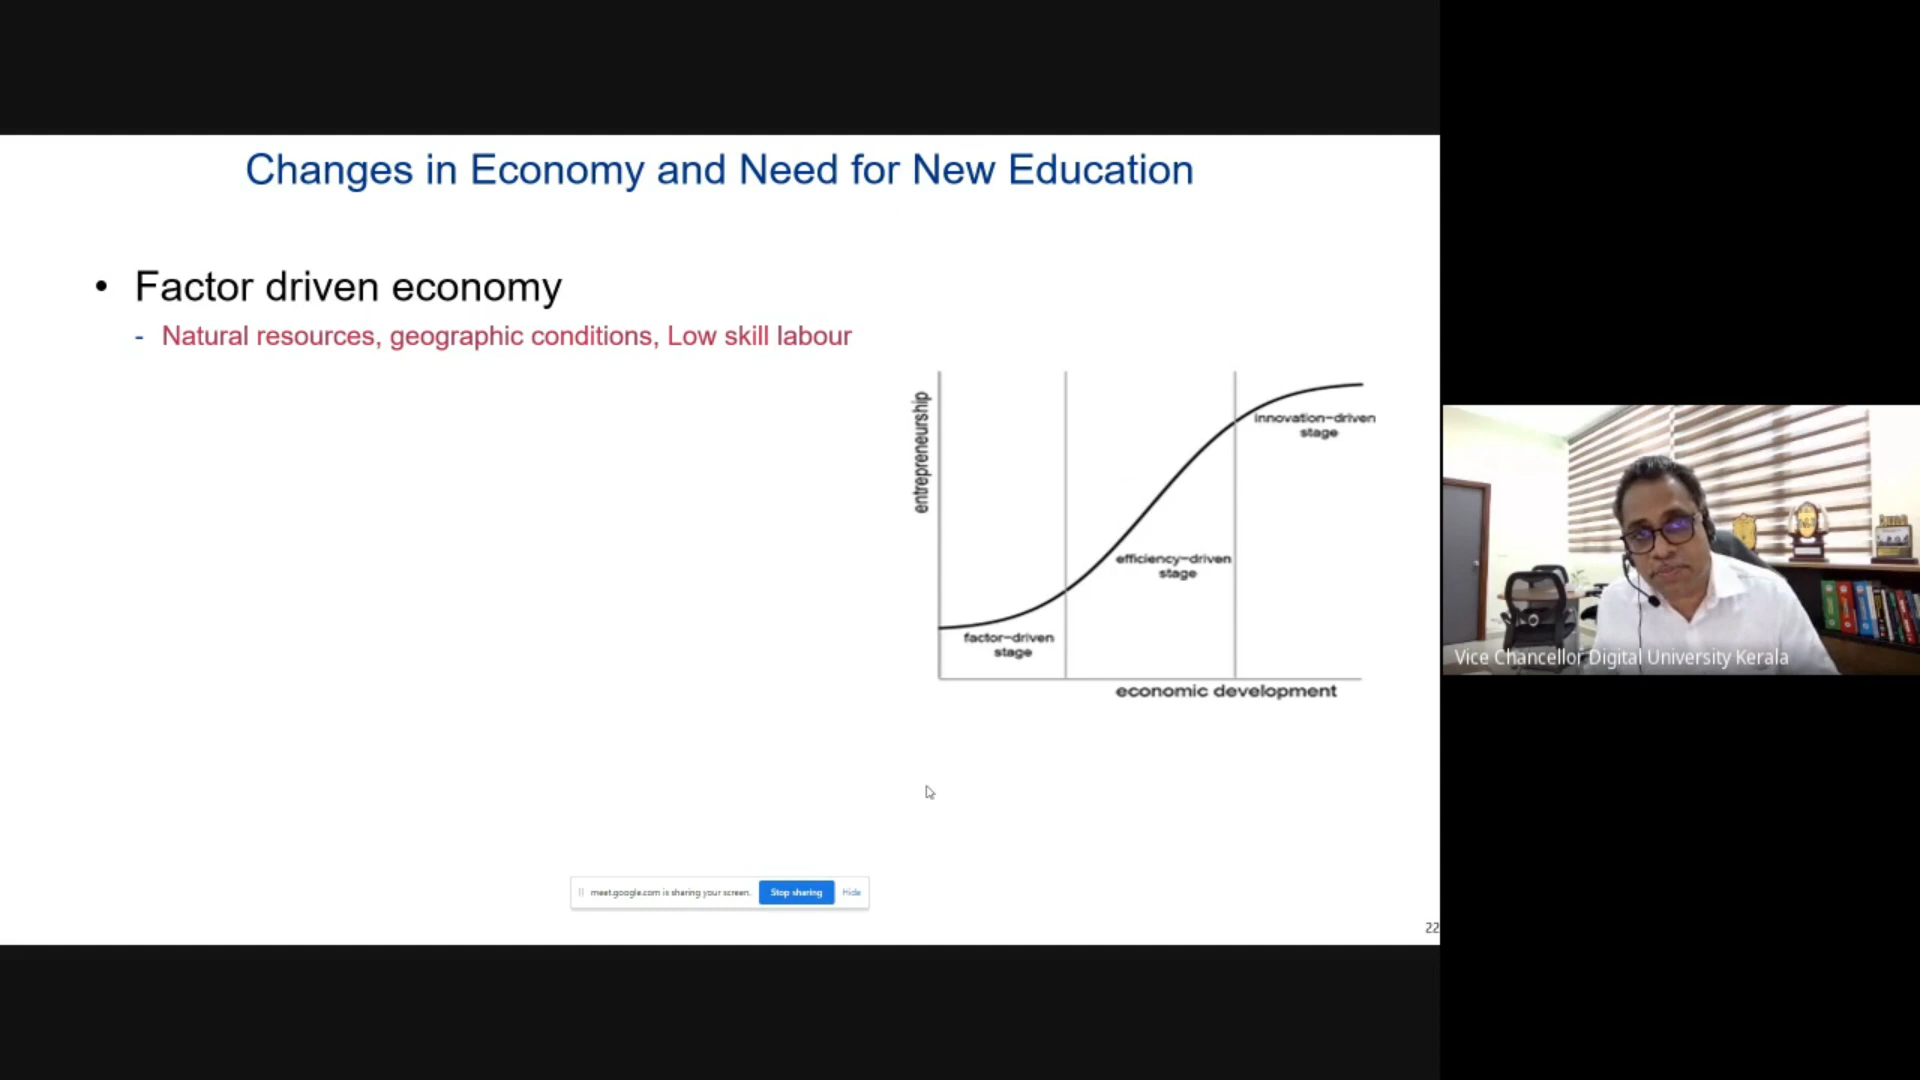 Changes in Economy and Need for New Education
• Factor driven economy
- Natural resources, geographic conditions, Low skill labour
entrepreneurship
innovation-driven
stage
efficiency-driven
stage
factor-driven
stage
economic development
Vice Chancellor Digital University Kerala
meet.google.com is sharing your screen. Stop sharing Hide
22